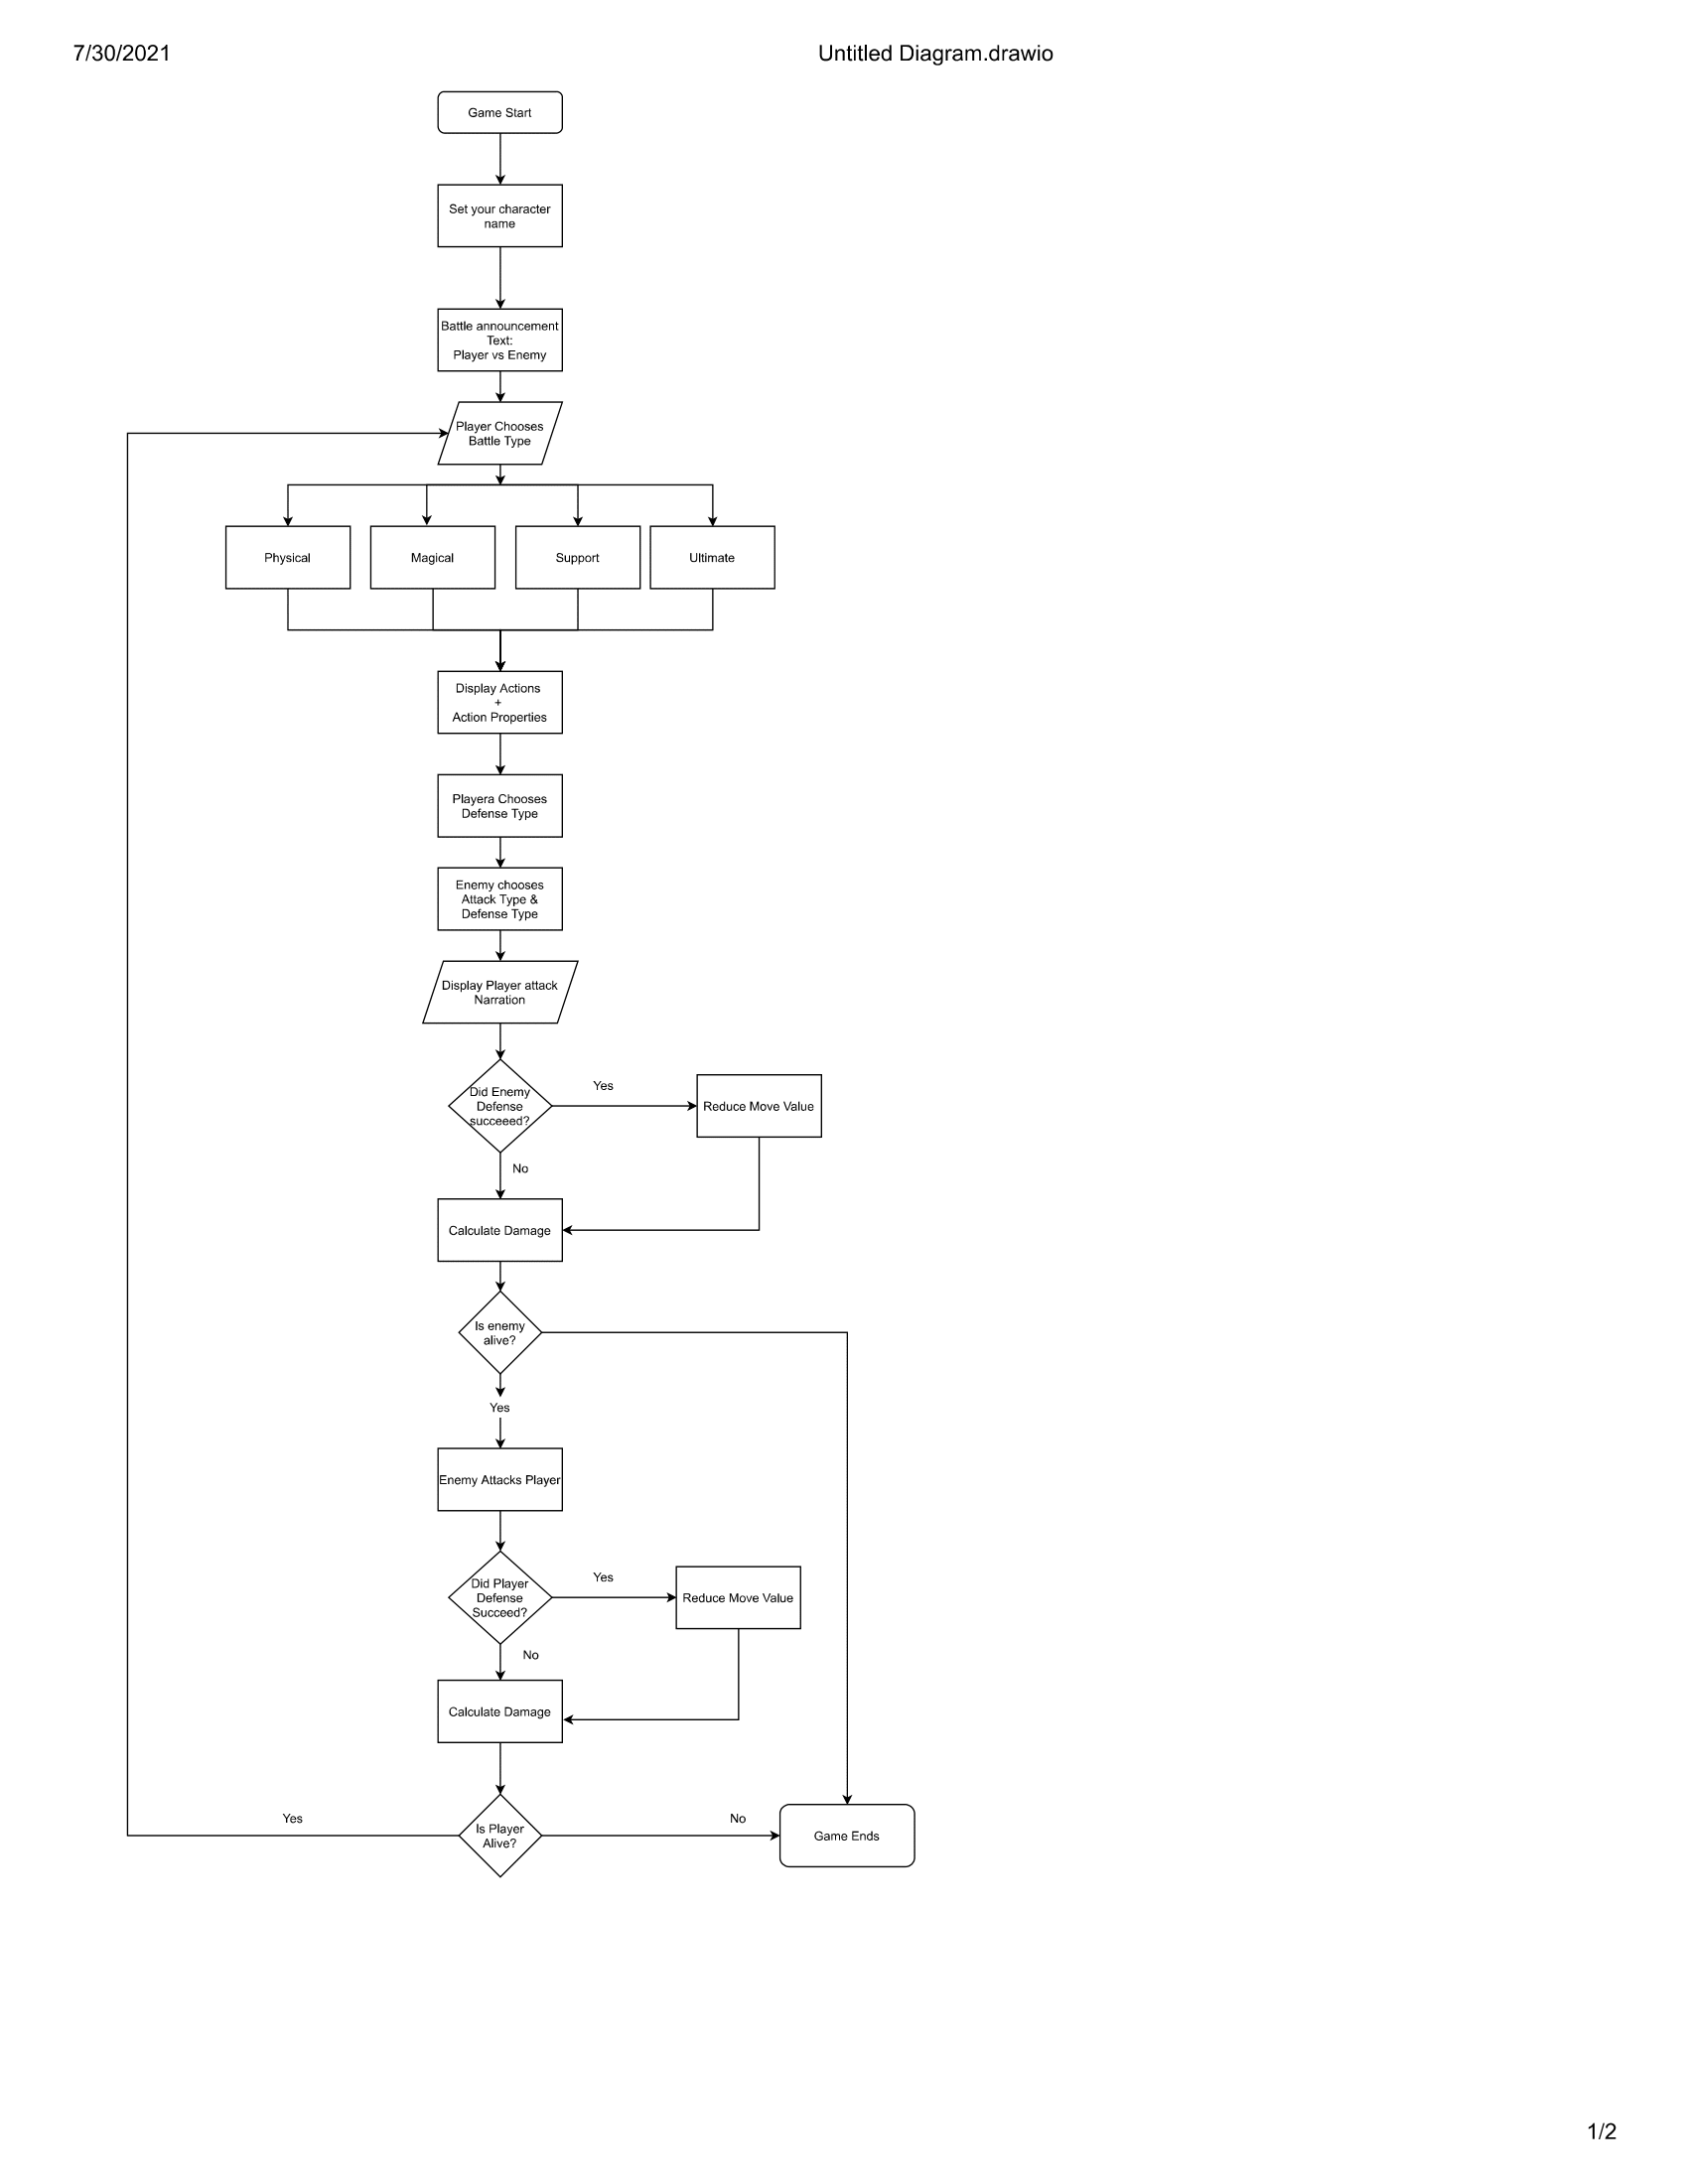 7/30/2021
Untitled Diagram.drawio
Game Start
Set your character
name
Battle announcement
Text:
Player vs Enemy
Player Chooses
Battle Type
Physical
Magical
Support
Ultimate
Display Actions
+
Action Properties
Playera Chooses
Defense Type
Enemy chooses
Attack Type &
Defense Type
Display Player attack
Narration
Did Enemy
Defense
succeeed?
Yes
Reduce Move Value
No
Calculate Damage
Is enemy
alive?
Yes
Enemy Attacks Player
Did Player
Defense
Succeed?
Yes
Reduce Move Value
No
Calculate Damage
Yes
Is Player
Alive?
No
Game Ends
1/2